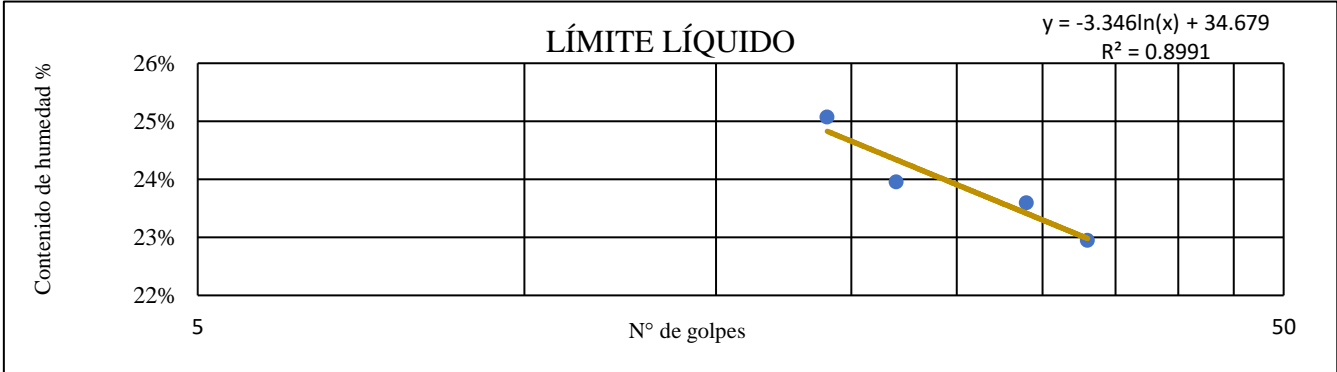 LÍMITE LÍQUIDO
y = -3.346ln(x) + 34.679
R² = 0.8991
Contenido de humedad %
26%
25%
24%
23%
22%
5
50
N° de golpes